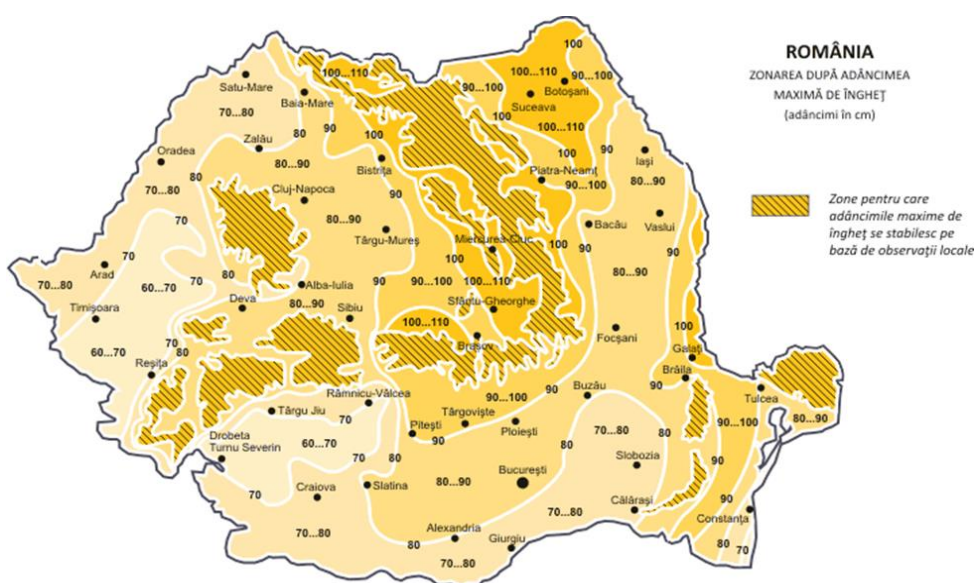 ROMÂNIA
ZONAREA DUPĂ ADÂNCIMEA
MAXIMĂ DE ÎNGHEȚ
(adâncimi în cm)
Zone pentru care
adâncimile maxime de
îngheț se stabilesc pe
bază de observații locale
100
100...110
100...110
90...100
90...100
Satu-Mare
Botoșani
Baia-Mare
Suceava
70...80
90
100
100...110
80
100
90
Zalău
Iași
Oradea
80...90
100
Bistrița
Piatra-Neamț
80
80...90
70...80
90...100
Cluj-Napoca
90
70
Vaslui
80...90
90
Bacău
Târgu-Mureș
100
90
Miercurea-Ciuc
70
100
Arad
80
80...90
70...80
60...70
70
90
90...100
100...110
Alba-Iulia
Deva
80...90
Sfântu-Gheorghe
Timișoara
Sibiu
100...110
100
Focșani
70
Brașov
60...70
80
Galați
Reșița
90
Brăila
Buzău
Râmnicu-Vâlcea
90...100
Tulcea
Târgu Jiu
70
Târgoviște
80...90
90...100
Pitești
Ploiești
70...80
Drobeta
Turnu Severin
60...70
90
80
70
80
Slobozia
90
București
70
Craiova
Slatina
80...90
90
Călărași
70...80
Constanța
70...80
Alexandria
80
Giurgiu
80
70
70...80